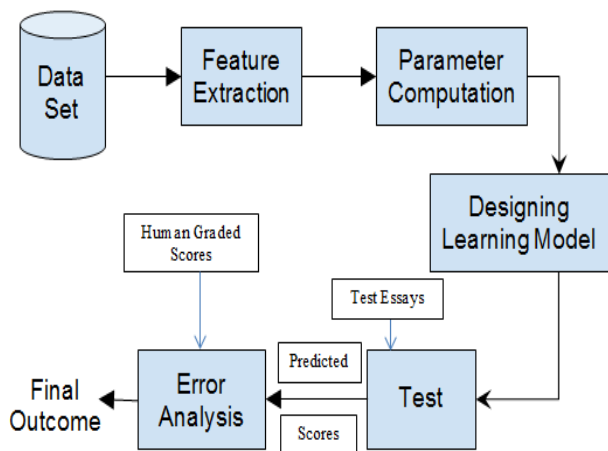 Data
Set
Feature
Extraction
Parameter
Computation
Designing
Learning Model
Human Graded
Scores
Test Essays
Predicted
Scores
Test
Error
Analysis
Final
Outcome